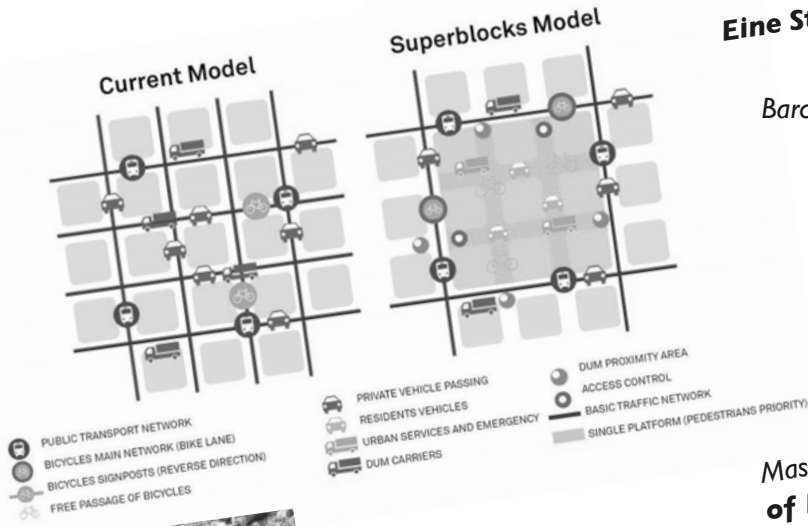 Current Model
Superblocks Model
PUBLIC TRANSPORT NETWORK
BICYCLES MAIN NETWORK (BIKE LANE)
BICYCLES SIGNPOSTS (REVERSE DIRECTION)
FREE PASSAGE OF BICYCLES
PRIVATE VEHICLE PASSING
RESIDENTS VEHICLES
URBAN SERVICES AND EMERGENCY
DUM CARRIERS
DUM PROXIMITY AREA
ACCESS CONTROL
BASIC TRAFFIC NETWORK
SINGLE PLATFORM (PEDESTRIANS PRIORITY)
Eine St
Barc
Mas
of